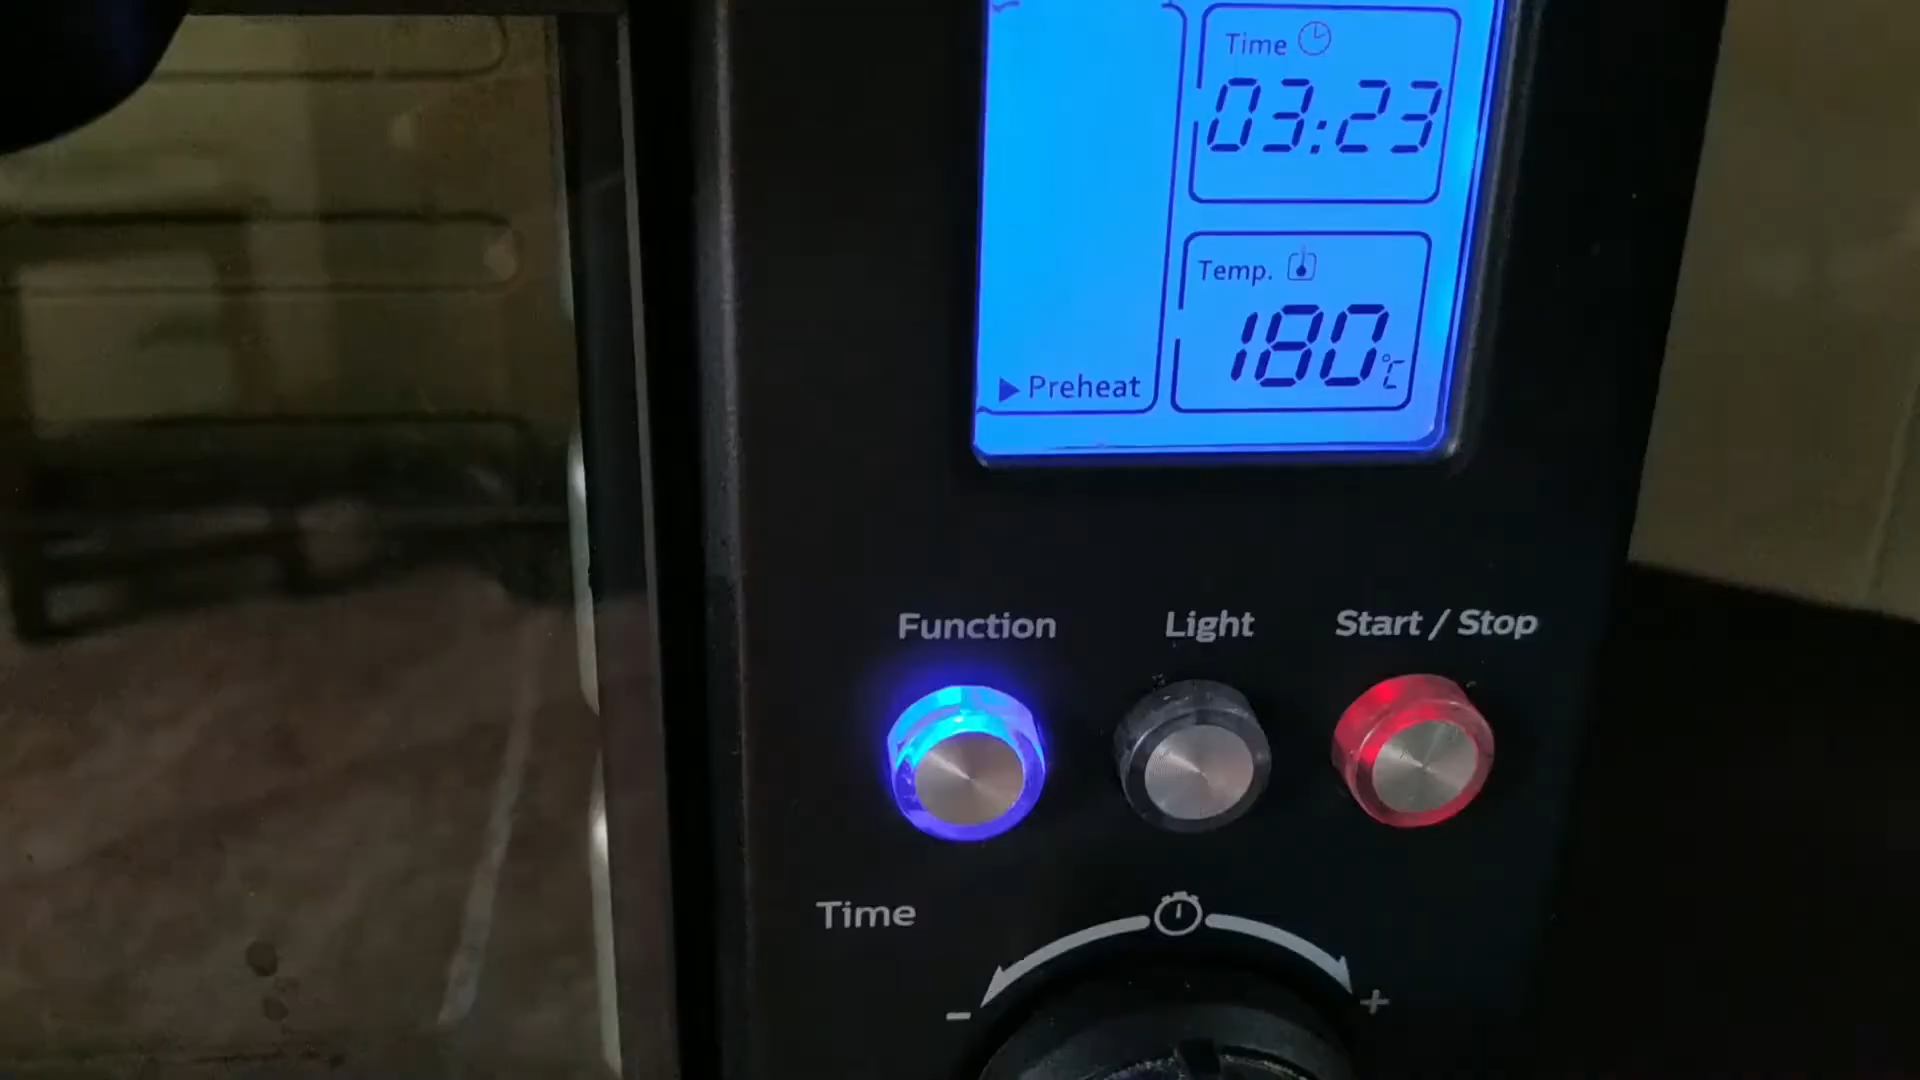 Time
03:23
Temp.
180°C
Preheat
Function
Light
Start / Stop
Time
-
+